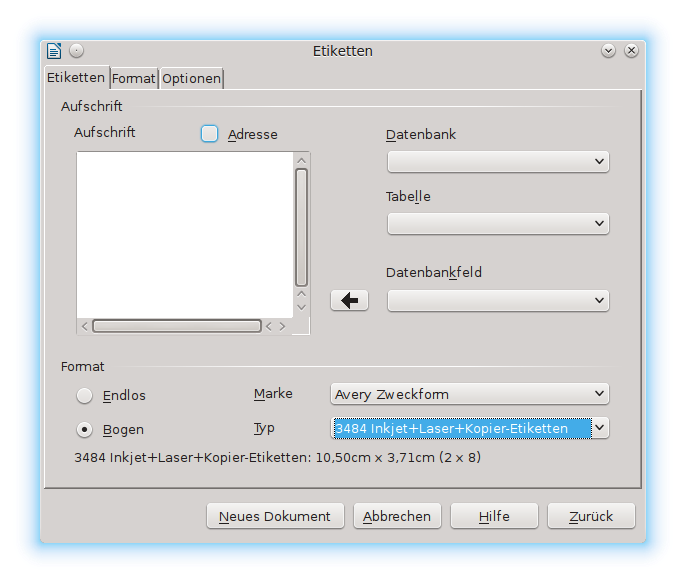 Etiketten
Etiketten Format Optionen
Aufschrift
Aufschrift Adresse
Datenbank
Tabelle
Datenbankfeld
Format
Endlos
Marke Avery Zweckform
Bogen
Typ 3484 Inkjet+Laser+Kopier-Etiketten
3484 Inkjet+Laser+Kopier-Etiketten: 10,50cm x 3,71cm (2 x 8)
Neues Dokument Abbrechen Hilfe Zurück